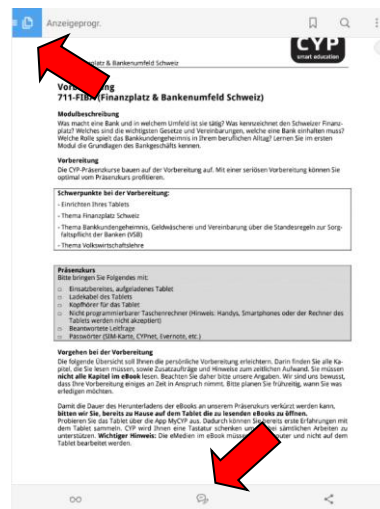 Anzeigeprogr.
CYP
smart education
& Bankenumfeld Schweiz
711-FIB (Finanzplatz & Bankenumfeld Schweiz)
Modulbeschreibung
Was macht eine Bank und in welchem Umfeld ist sie tätig? Was kennzeichnet den Schweizer Finanz-
platz? Welches sind die wichtigsten Gesetze und Vereinbarungen, welche eine Bank einhalten muss?
Welche Rolle spielt das Bankkundengeheimnis in Ihrem beruflichen Alltag? Lernen Sie im ersten
Modul die Grundlagen des Bankgeschäfts kennen.
Vorbereitung
Die CYP-Präsenzkurse bauen auf der Vorbereitung auf. Mit einer seriösen Vorbereitung können Sie
optimal vom Präsenzkurs profitieren.
Schwerpunkte bei der Vorbereitung:
- Einrichten Ihres Tablets
- Thema Finanzplatz Schweiz
- Thema Bankkundengeheimnis, Geldwäscherei und Vereinbarung über die Standesregeln zur Sorg-
faltspflicht der Banken (VSB)
- Thema Volkswirtschaftslehre
Präsenzkurs
Bitte bringen Sie Folgendes mit:
Einsatzbereites, aufgeladenes Tablet
Ladekabel des Tablets
Kopfhörer für das Tablet
Nicht programmierbarer Taschenrechner (Hinweis: Handys, Smartphones oder der Rechner des
Tablets werden nicht akzeptiert)
Beantwortete Leitfrage
Passwörter (SIM-Karte, CYPnet, Evernote, etc.)
Vorgehen bei der Vorbereitung
Die folgende Übersicht soll Ihnen die persönliche Vorbereitung erleichtern. Darin finden Sie alle Ka-
pitel, die Sie lesen müssen, sowie Zusatzaufträge und Hinweise zum zeitlichen Aufwand. Sie müssen
nicht alle Kapitel im eBook lesen. Beachten Sie daher bitte unsere Angaben. Wir sind uns bewusst,
dass Ihre Vorbereitung einiges an Zeit in Anspruch nimmt. Bitte planen Sie frühzeitig, wann Sie was
erledigen möchten.
Damit die Dauer des Herunterladens der eBooks an unserem Präsenzkurs verkürzt werden kann,
bitten wir Sie, bereits zu Hause auf dem Tablet die zu lesenden eBooks zu öffnen.
Probieren Sie das Tablet über die App MyCYP aus. Dadurch können Sie bereits erste Erfahrungen mit
dem Tablet sammeln. CYP wird Ihnen eine Tastatur schenken bei sämtlichen Arbeiten zu
unterstützen. Wichtiger Hinweis: Die eMedien im eBook müssen und nicht auf dem
Tablet bearbeitet werden.